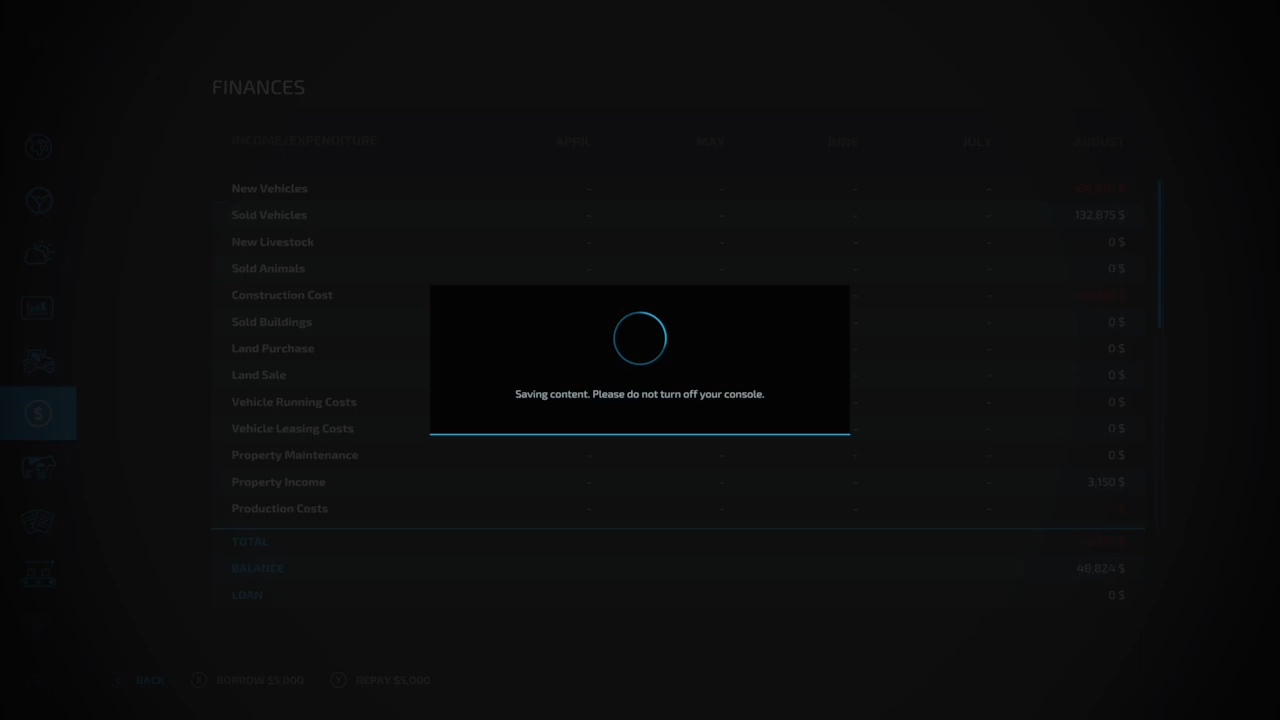 FINANCES
INCOME/EXPENDITURE APRIL MAY JUNE JULY AUGUST
New Vehicles - - - -
Sold Vehicles - - - - 132,875 $
New Livestock - - - - 0 $
Sold Animals - - - - 0 $
Construction Cost -
Sold Buildings - 0 $
Land Purchase - 0 $
Land Sale - 0 $
Vehicle Running Costs - 0 $
Vehicle Leasing Costs - 0 $
Property Maintenance - - - - 0 $
Property Income - - - - 3,150 $
Production Costs - - - -
TOTAL
BALANCE 48,824 $
LOAN 0 $
Saving content. Please do not turn off your console.
BACK X BORROW $5,000 Y REPAY $5,000